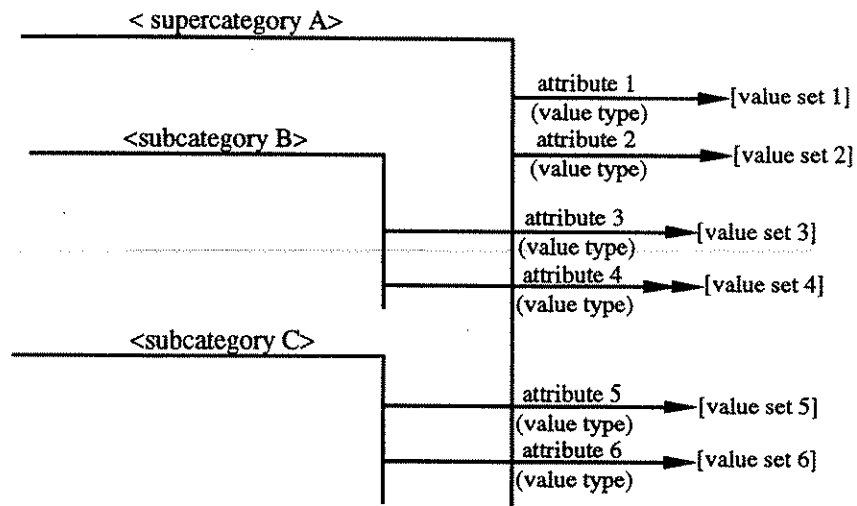 < supercategory A>
attribute 1
(value type)
[value set 1]
attribute 2
(value type)
[value set 2]
<subcategory B>
attribute 3
(value type)
[value set 3]
attribute 4
(value type)
[value set 4]
<subcategory C>
attribute 5
(value type)
[value set 5]
attribute 6
(value type)
[value set 6]